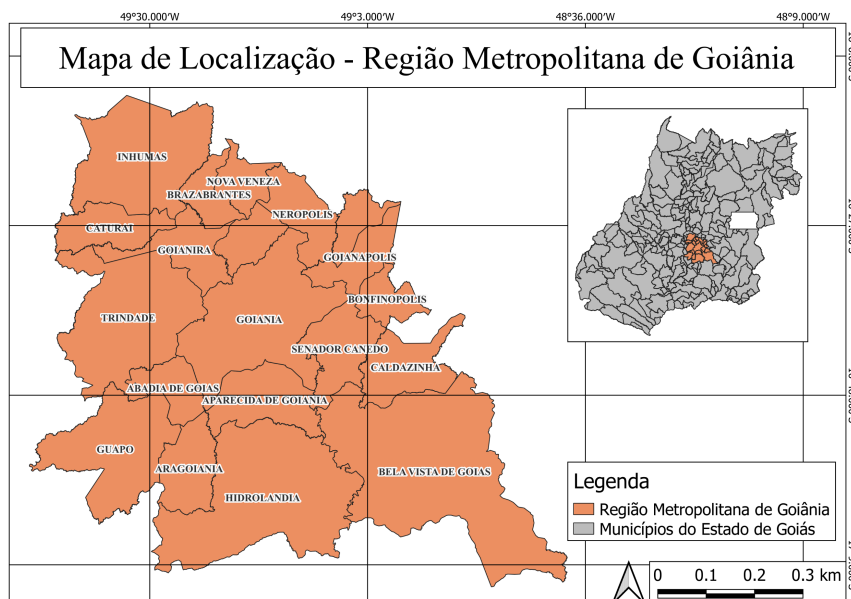 49°30.000'W 49°3.000'W 48°36.000'W 48°9.000'W
Mapa de Localização - Região Metropolitana de Goiânia
INHUMAS
NOVA VENEZA
BRAZABRANTES
NEROPOLIS
CATURAI
GOIANIRA
GOIANAPOLIS
BONFINOPOLIS
TRINDADE
GOIANIA
SENADOR CANEDO
CALDAZINHA
ABADIA DE GOIAS
APARECIDA DE GOIANIA
GUAPO
ARAGOIANIA
BELA VISTA DE GOIAS
HIDROLANDIA
Legenda
Região Metropolitana de Goiânia
Municípios do Estado de Goiás
0 0.1 0.2 0.3 km